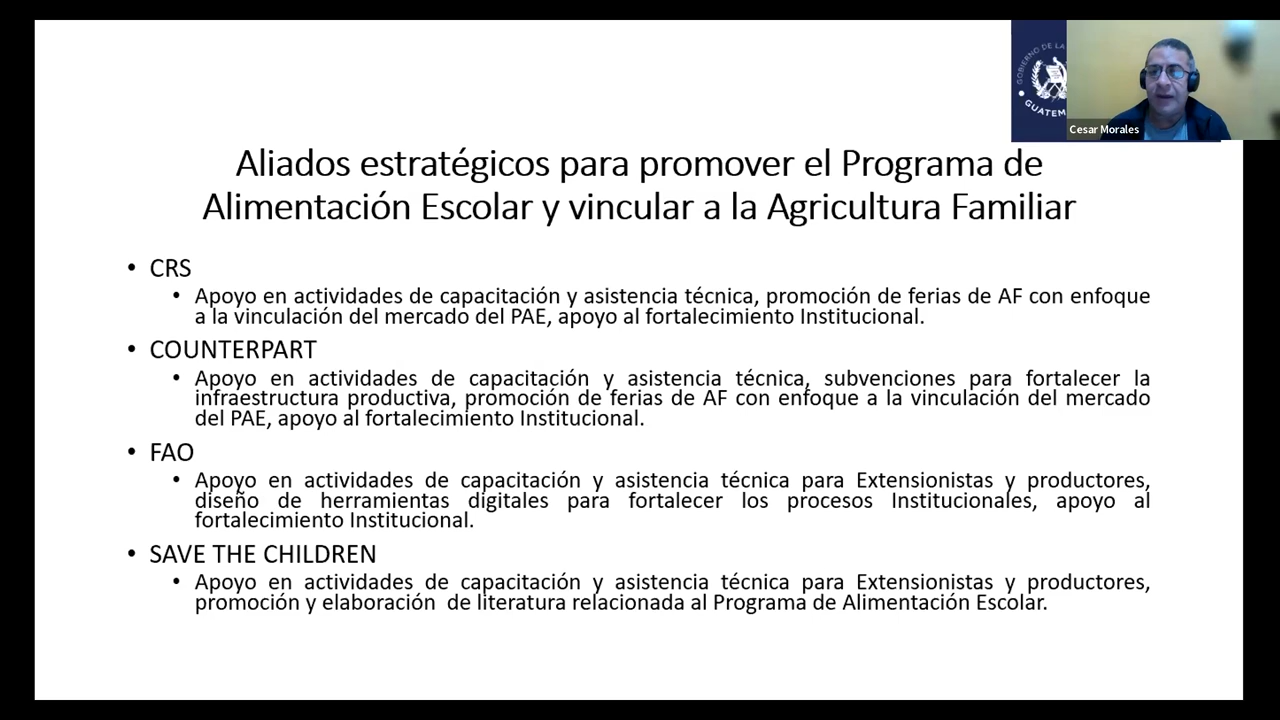 GOBIERNO DE LA
GUATEM
Cesar Morales
Aliados estratégicos para promover el Programa de
Alimentación Escolar y vincular a la Agricultura Familiar
• CRS
• Apoyo en actividades de capacitación y asistencia técnica, promoción de ferias de AF con enfoque
a la vinculación del mercado del PAE, apoyo al fortalecimiento Institucional.
• COUNTERPART
• Apoyo en actividades de capacitación y asistencia técnica, subvenciones para fortalecer la
infraestructura productiva, promoción de ferias de AF con enfoque a la vinculación del mercado
del PAE, apoyo al fortalecimiento Institucional.
• FAO
• Apoyo en actividades de capacitación y asistencia técnica para Extensionistas y productores,
diseño de herramientas digitales para fortalecer los procesos Institucionales, apoyo al
fortalecimiento Institucional.
• SAVE THE CHILDREN
• Apoyo en actividades de capacitación y asistencia técnica para Extensionistas y productores,
promoción y elaboración de literatura relacionada al Programa de Alimentación Escolar.